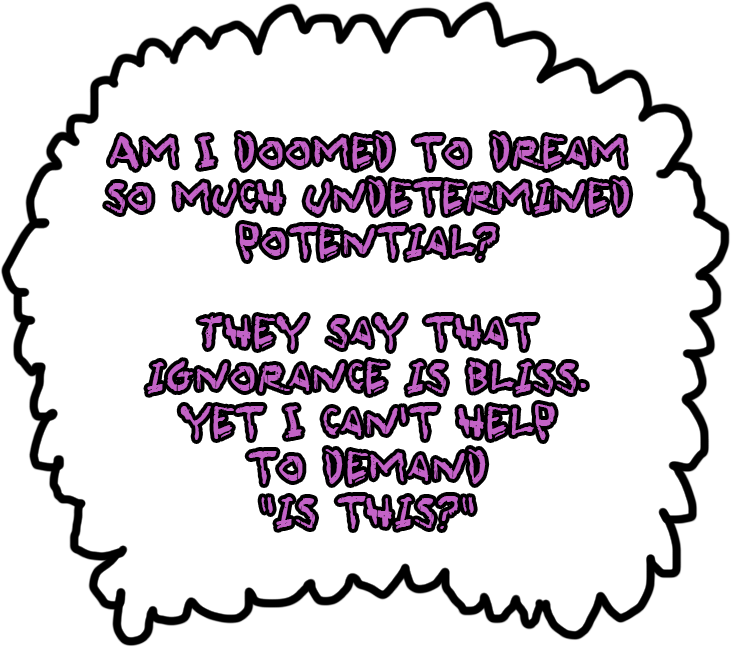 AM I DOOMED TO DREAM
SO MUCH UNDETERMINED
POTENTIAL?
THEY SAY THAT
IGNORANCE IS BLISS.
YET I CAN'T HELP
TO DEMAND
"IS THIS?"